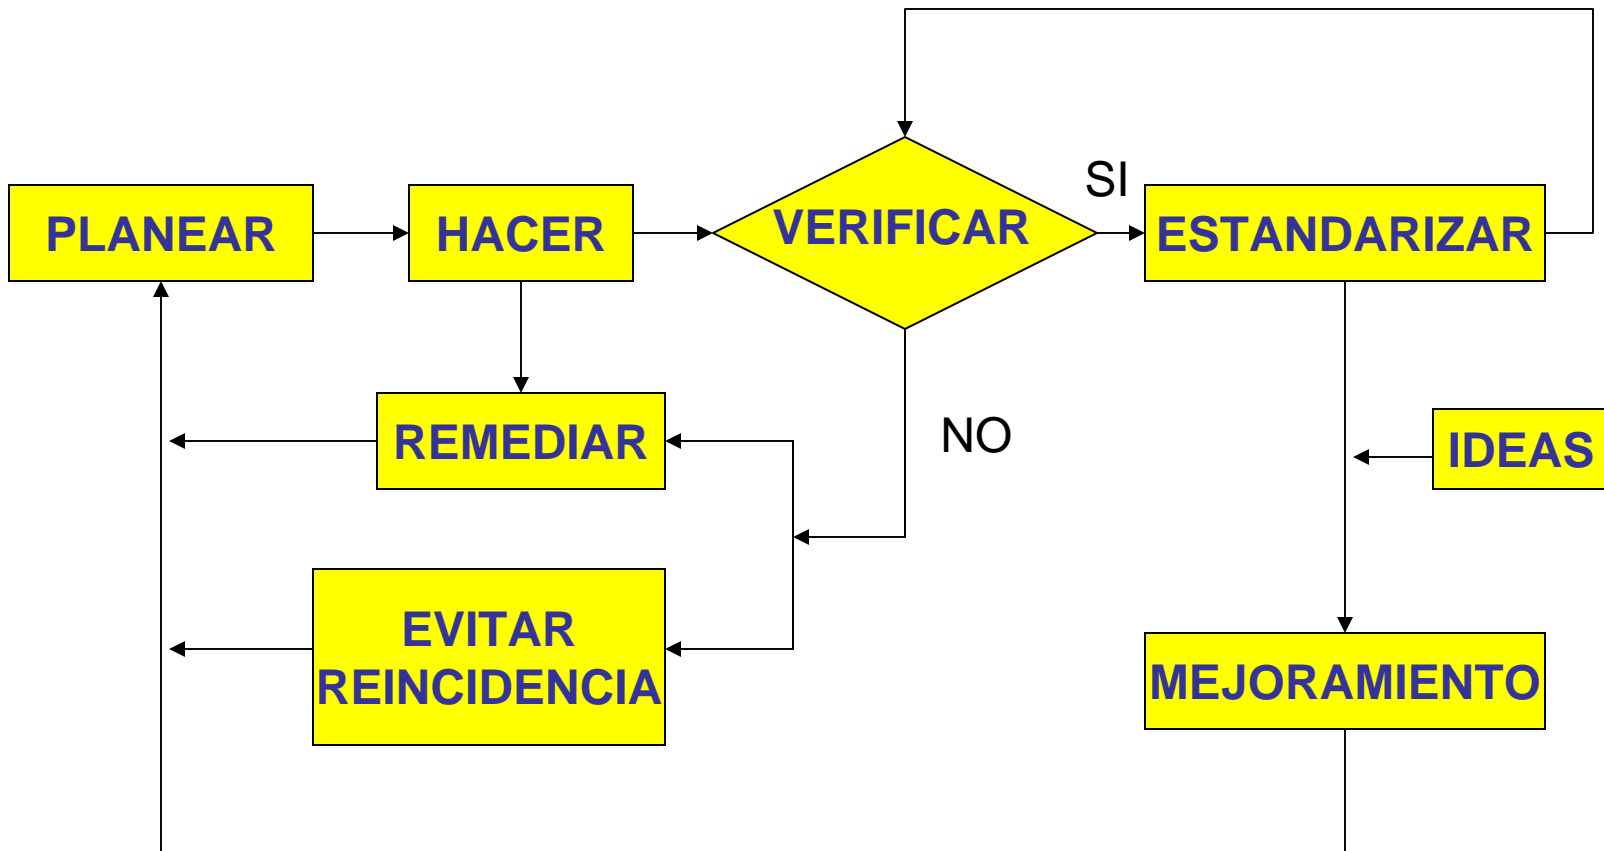 PLANEAR
HACER
VERIFICAR
SI
ESTANDARIZAR
REMEDIAR
NO
IDEAS
EVITAR
REINCIDENCIA
MEJORAMIENTO